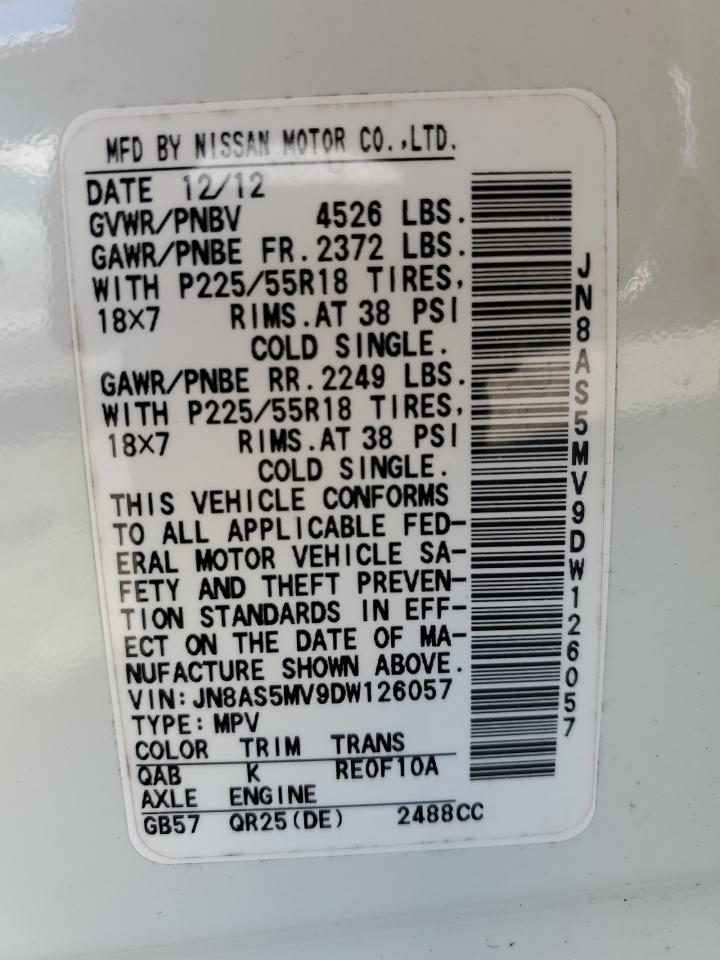 MFD BY NISSAN MOTOR CO.,LTD.
DATE 12/12
GVWR/PNBV 4526 LBS.
GAWR/PNBE FR. 2372 LBS.
WITH P225/55R18 TIRES,
18X7 RIMS.AT 38 PSI
COLD SINGLE.
GAWR/PNBE RR. 2249 LBS.
WITH P225/55R18 TIRES,
18X7 RIMS.AT 38 PSI
COLD SINGLE.
THIS VEHICLE CONFORMS
TO ALL APPLICABLE FED-
ERAL MOTOR VEHICLE SA-
FETY AND THEFT PREVEN-
TION STANDARDS IN EFF-
ECT ON THE DATE OF MA-
NUFACTURE SHOWN ABOVE.
VIN:JN8AS5MV9DW126057
TYPE:MPV
COLOR TRIM TRANS
QAB K RE0F10A
AXLE ENGINE
GB57 QR25(DE) 2488CC
JN8AS5MV9DW126057